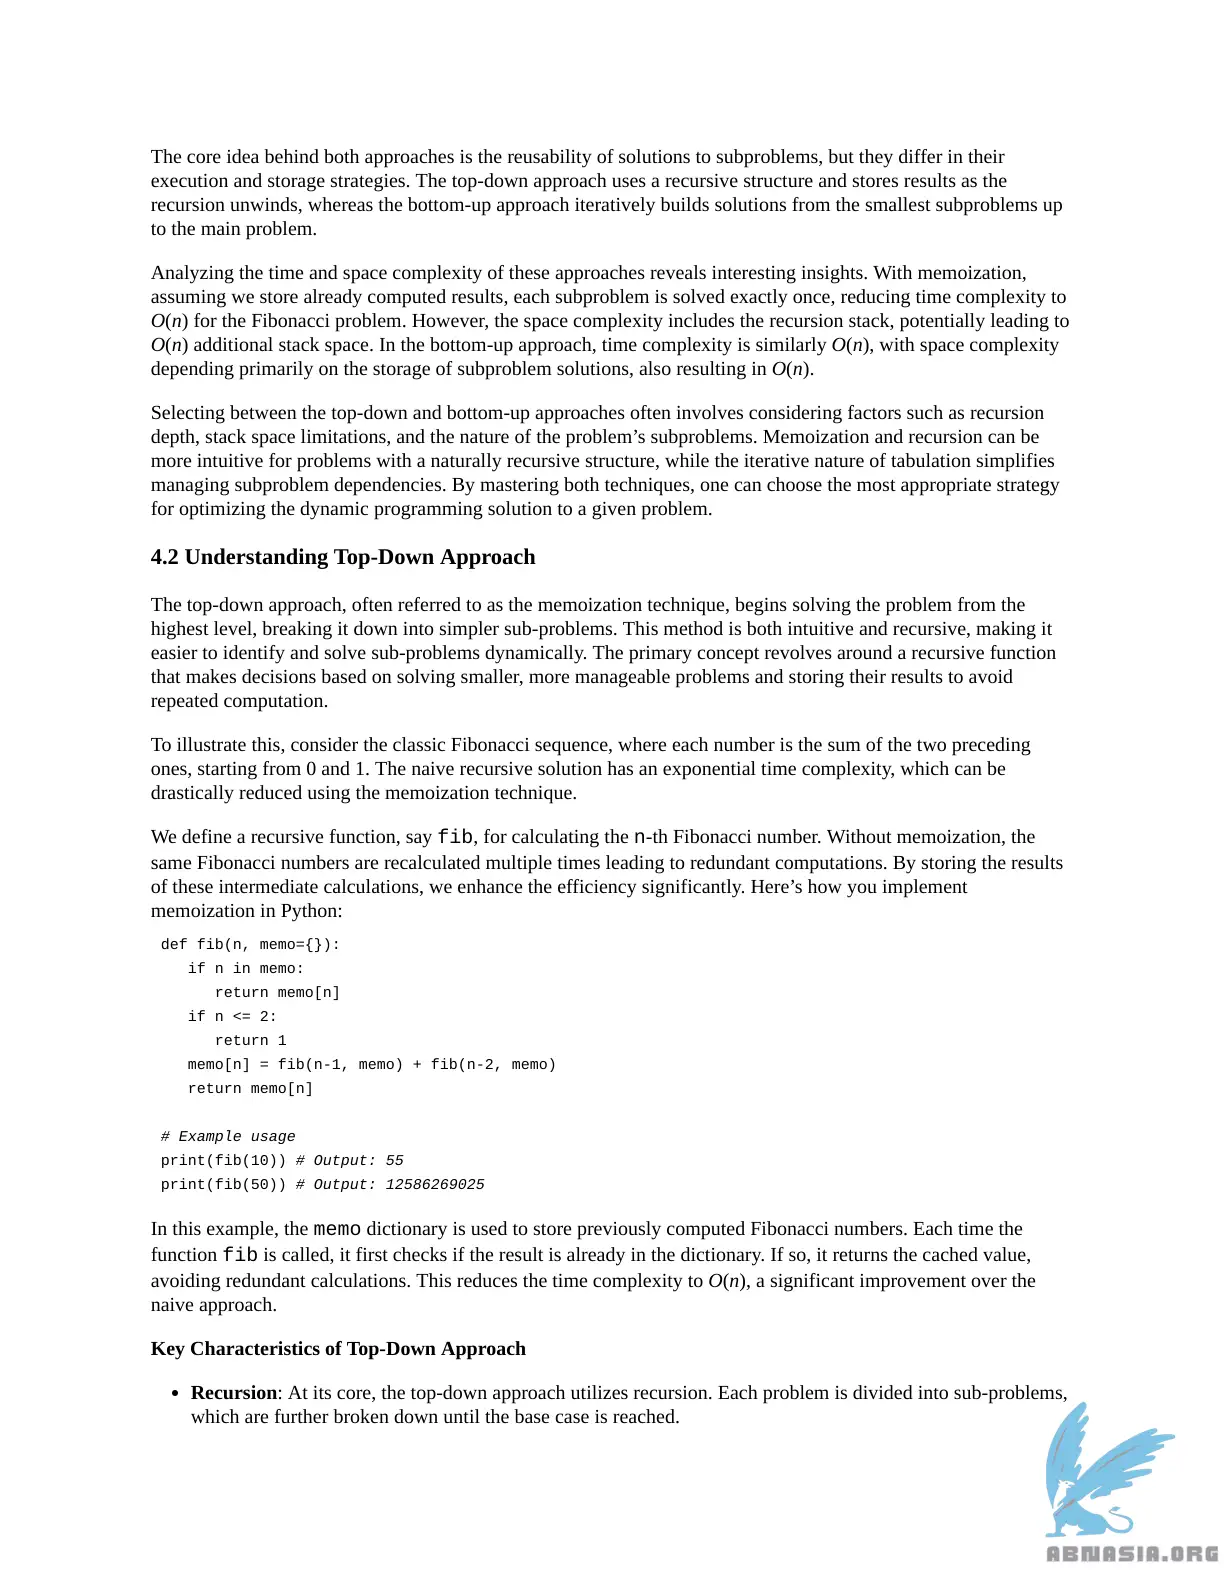 The core idea behind both approaches is the reusability of solutions to subproblems, but they differ in their
execution and storage strategies. The top-down approach uses a recursive structure and stores results as the
recursion unwinds, whereas the bottom-up approach iteratively builds solutions from the smallest subproblems up
to the main problem.
Analyzing the time and space complexity of these approaches reveals interesting insights. With memoization,
assuming we store already computed results, each subproblem is solved exactly once, reducing time complexity to
O(n) for the Fibonacci problem. However, the space complexity includes the recursion stack, potentially leading to
O(n) additional stack space. In the bottom-up approach, time complexity is similarly O(n), with space complexity
depending primarily on the storage of subproblem solutions, also resulting in O(n).
Selecting between the top-down and bottom-up approaches often involves considering factors such as recursion
depth, stack space limitations, and the nature of the problem’s subproblems. Memoization and recursion can be
more intuitive for problems with a naturally recursive structure, while the iterative nature of tabulation simplifies
managing subproblem dependencies. By mastering both techniques, one can choose the most appropriate strategy
for optimizing the dynamic programming solution to a given problem.
4.2 Understanding Top-Down Approach
The top-down approach, often referred to as the memoization technique, begins solving the problem from the
highest level, breaking it down into simpler sub-problems. This method is both intuitive and recursive, making it
easier to identify and solve sub-problems dynamically. The primary concept revolves around a recursive function
that makes decisions based on solving smaller, more manageable problems and storing their results to avoid
repeated computation.
To illustrate this, consider the classic Fibonacci sequence, where each number is the sum of the two preceding
ones, starting from 0 and 1. The naive recursive solution has an exponential time complexity, which can be
drastically reduced using the memoization technique.
We define a recursive function, say fib, for calculating the n-th Fibonacci number. Without memoization, the
same Fibonacci numbers are recalculated multiple times leading to redundant computations. By storing the results
of these intermediate calculations, we enhance the efficiency significantly. Here’s how you implement
memoization in Python:
def fib(n, memo={}):
   if n in memo:
      return memo[n]
   if n <= 2:
      return 1
   memo[n] = fib(n-1, memo) + fib(n-2, memo)
   return memo[n]
# Example usage
print(fib(10)) # Output: 55
print(fib(50)) # Output: 12586269025
In this example, the memo dictionary is used to store previously computed Fibonacci numbers. Each time the
function fib is called, it first checks if the result is already in the dictionary. If so, it returns the cached value,
avoiding redundant calculations. This reduces the time complexity to O(n), a significant improvement over the
naive approach.
Key Characteristics of Top-Down Approach
• Recursion: At its core, the top-down approach utilizes recursion. Each problem is divided into sub-problems,
which are further broken down until the base case is reached.
ABNASIA.ORG